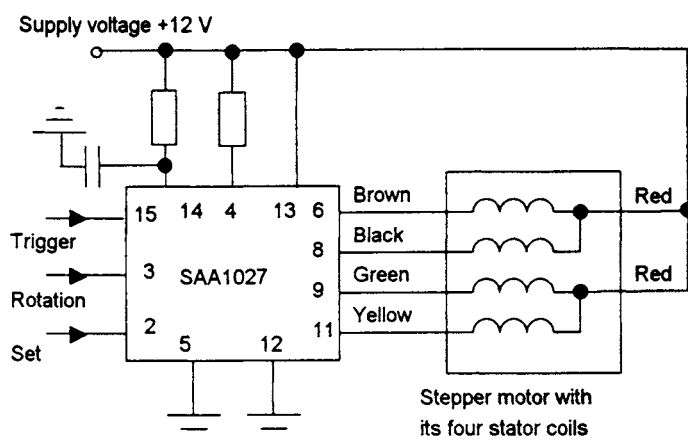 Supply voltage +12 V
15
14
4
13
6
Brown
Red
Trigger
8
Black
3
SAA1027
9
Green
Red
Rotation
2
11
Yellow
Set
5
12
Stepper motor with
its four stator coils